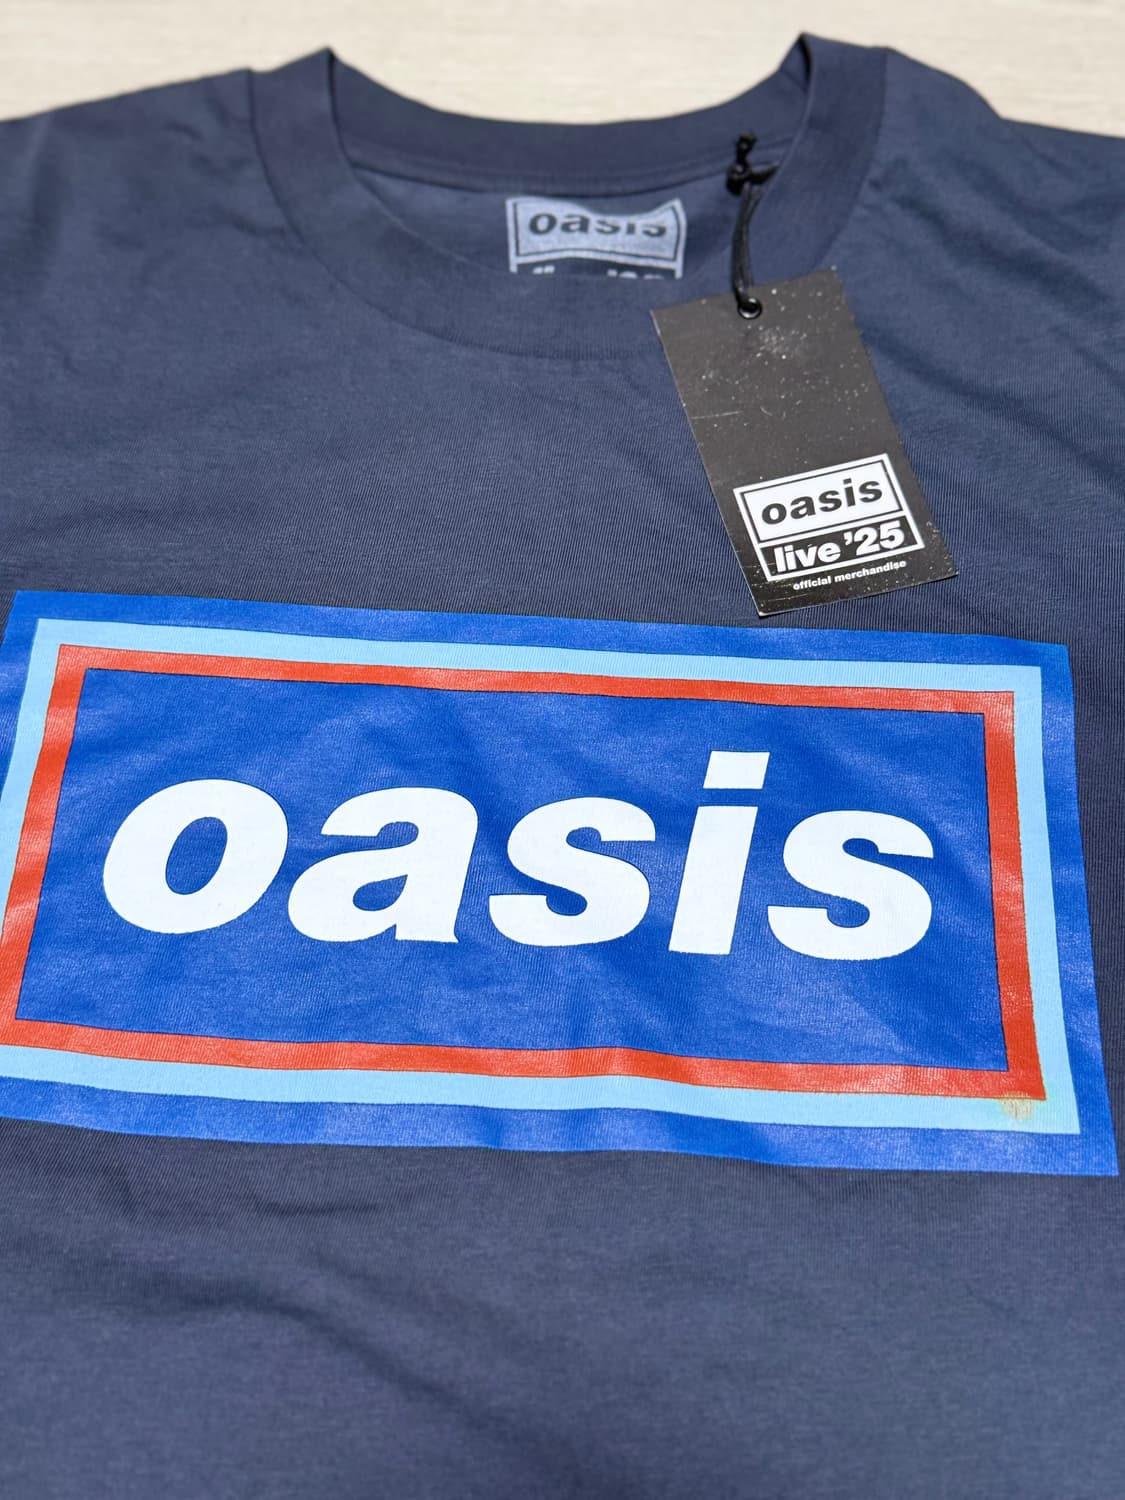 oasis
oasis
live '25
official merchandise
oasis